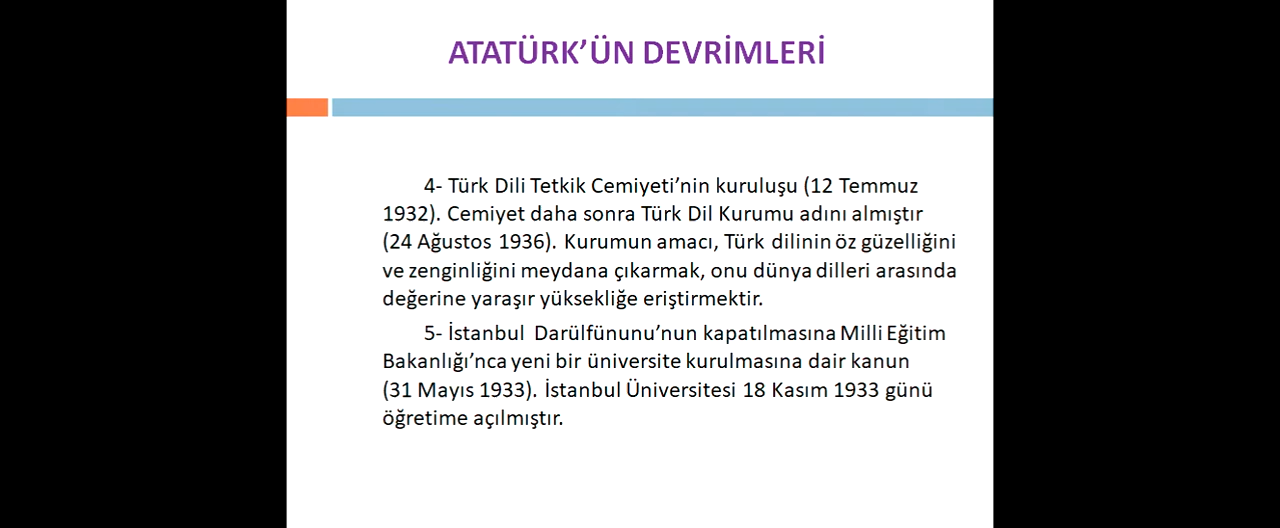 ATATÜRK’ÜN DEVRİMLERİ
4- Türk Dili Tetkik Cemiyeti’nin kuruluşu (12 Temmuz
1932). Cemiyet daha sonra Türk Dil Kurumu adını almıştır
(24 Ağustos 1936). Kurumun amacı, Türk dilinin öz güzelliğini
ve zenginliğini meydana çıkarmak, onu dünya dilleri arasında
değerine yaraşır yüksekliğe eriştirmektir.
5- İstanbul Darülfünunu’nun kapatılmasına Milli Eğitim
Bakanlığı’nca yeni bir üniversite kurulmasına dair kanun
(31 Mayıs 1933). İstanbul Üniversitesi 18 Kasım 1933 günü
öğretime açılmıştır.